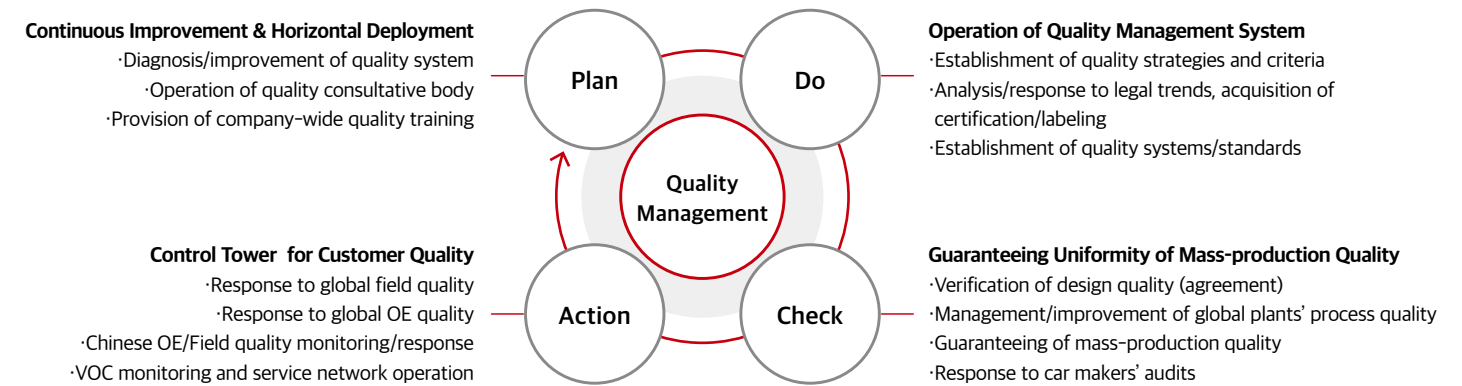 Continuous Improvement & Horizontal Deployment
·Diagnosis/improvement of quality system
·Operation of quality consultative body
·Provision of company-wide quality training
Plan
Do
Operation of Quality Management System
·Establishment of quality strategies and criteria
·Analysis/response to legal trends, acquisition of
certification/labeling
·Establishment of quality systems/standards
Quality
Management
Control Tower for Customer Quality
·Response to global field quality
·Response to global OE quality
·Chinese OE/Field quality monitoring/response
·VOC monitoring and service network operation
Action
Check
Guaranteeing Uniformity of Mass-production Quality
·Verification of design quality (agreement)
·Management/improvement of global plants' process quality
·Guaranteeing of mass-production quality
·Response to car makers' audits